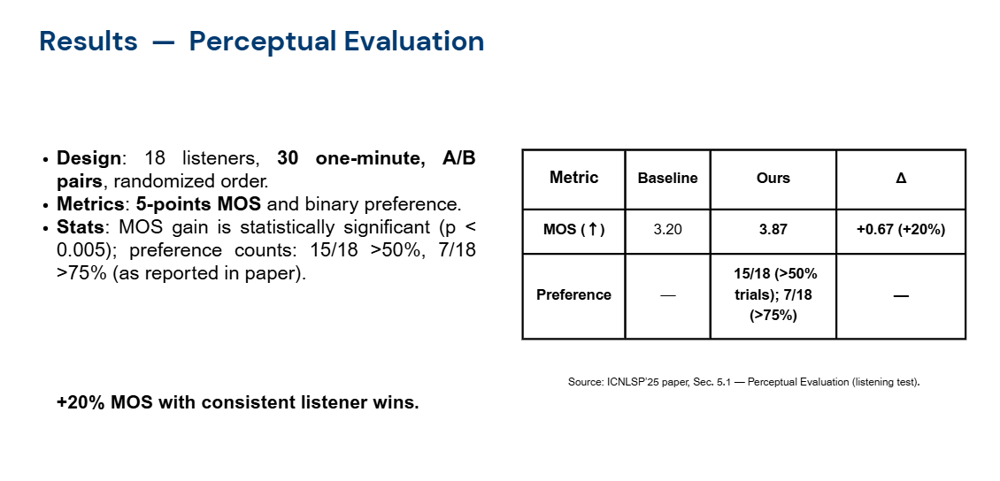 Results — Perceptual Evaluation
• Design: 18 listeners, 30 one-minute, A/B
pairs, randomized order.
• Metrics: 5-points MOS and binary preference.
• Stats: MOS gain is statistically significant (p <
0.005); preference counts: 15/18 >50%, 7/18
>75% (as reported in paper).
+20% MOS with consistent listener wins.
Metric Baseline Ours Δ
MOS (↑) 3.20 3.87 +0.67 (+20%)
Preference — 15/18 (>50% —
trials); 7/18
(>75%)
Source: ICNLSP'25 paper, Sec. 5.1 — Perceptual Evaluation (listening test).